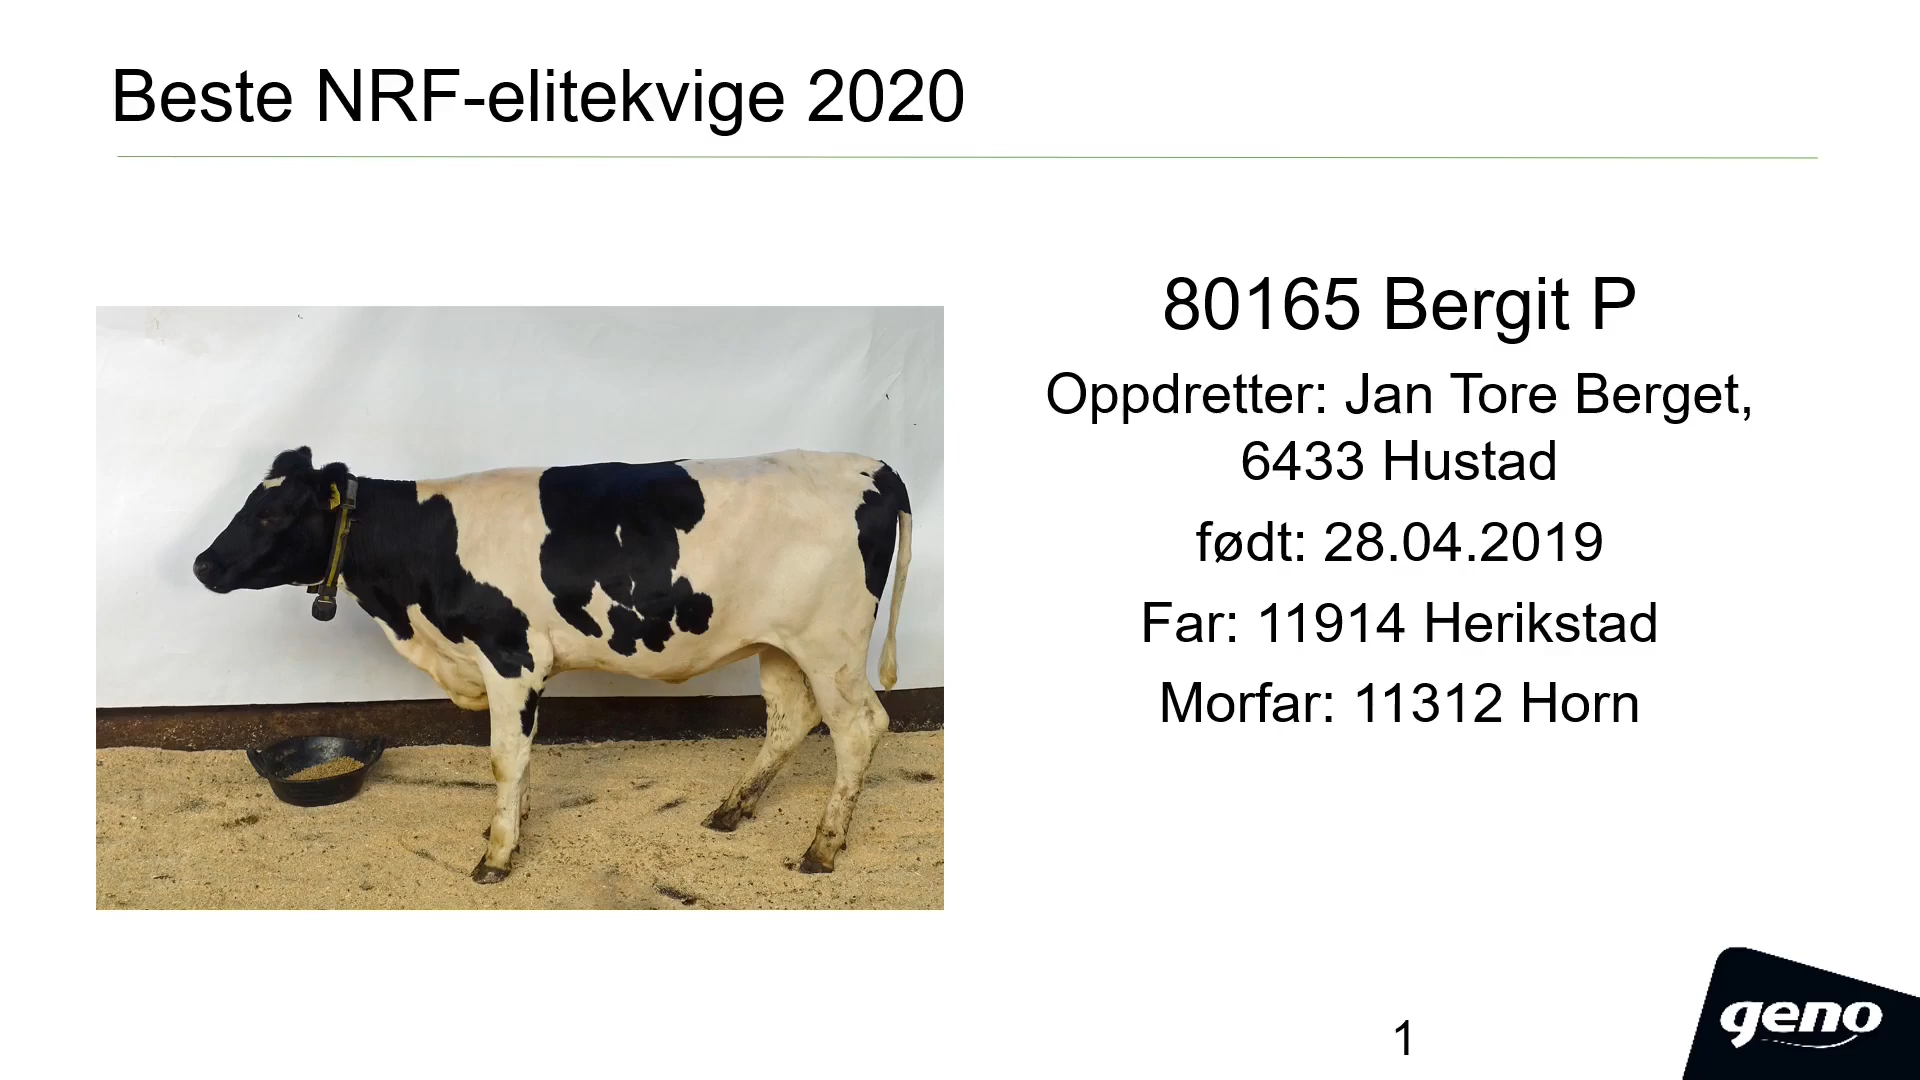 Beste NRF-elitekvige 2020
80165 Bergit P
Oppdretter: Jan Tore Berget,
6433 Hustad
født: 28.04.2019
Far: 11914 Herikstad
Morfar: 11312 Horn
1
geno